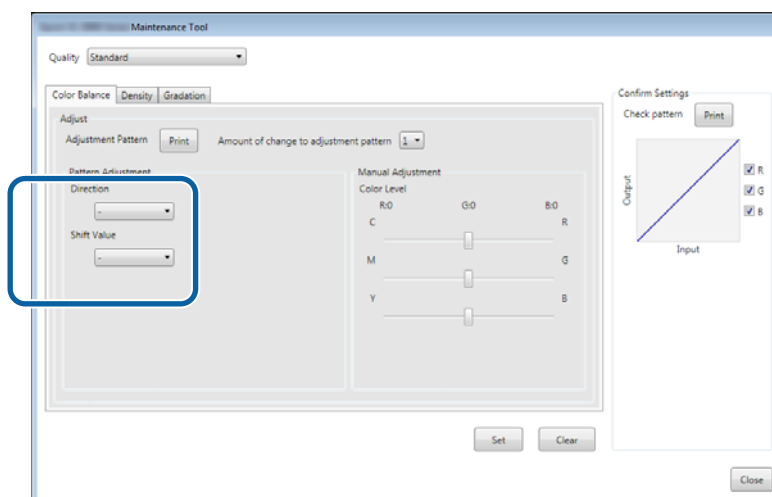 Maintenance Tool
Quality Standard
Color Balance Density Gradation
Adjust
Adjustment Pattern Print Amount of change to adjustment pattern 1
Pattern Adjustment
Direction
-
Shift Value
-
Manual Adjustment
Color Level
R:0 G:0 B:0
C R
M G
Y B
Set Clear
Confirm Settings
Check pattern Print
Output
Input
R
G
B
Close